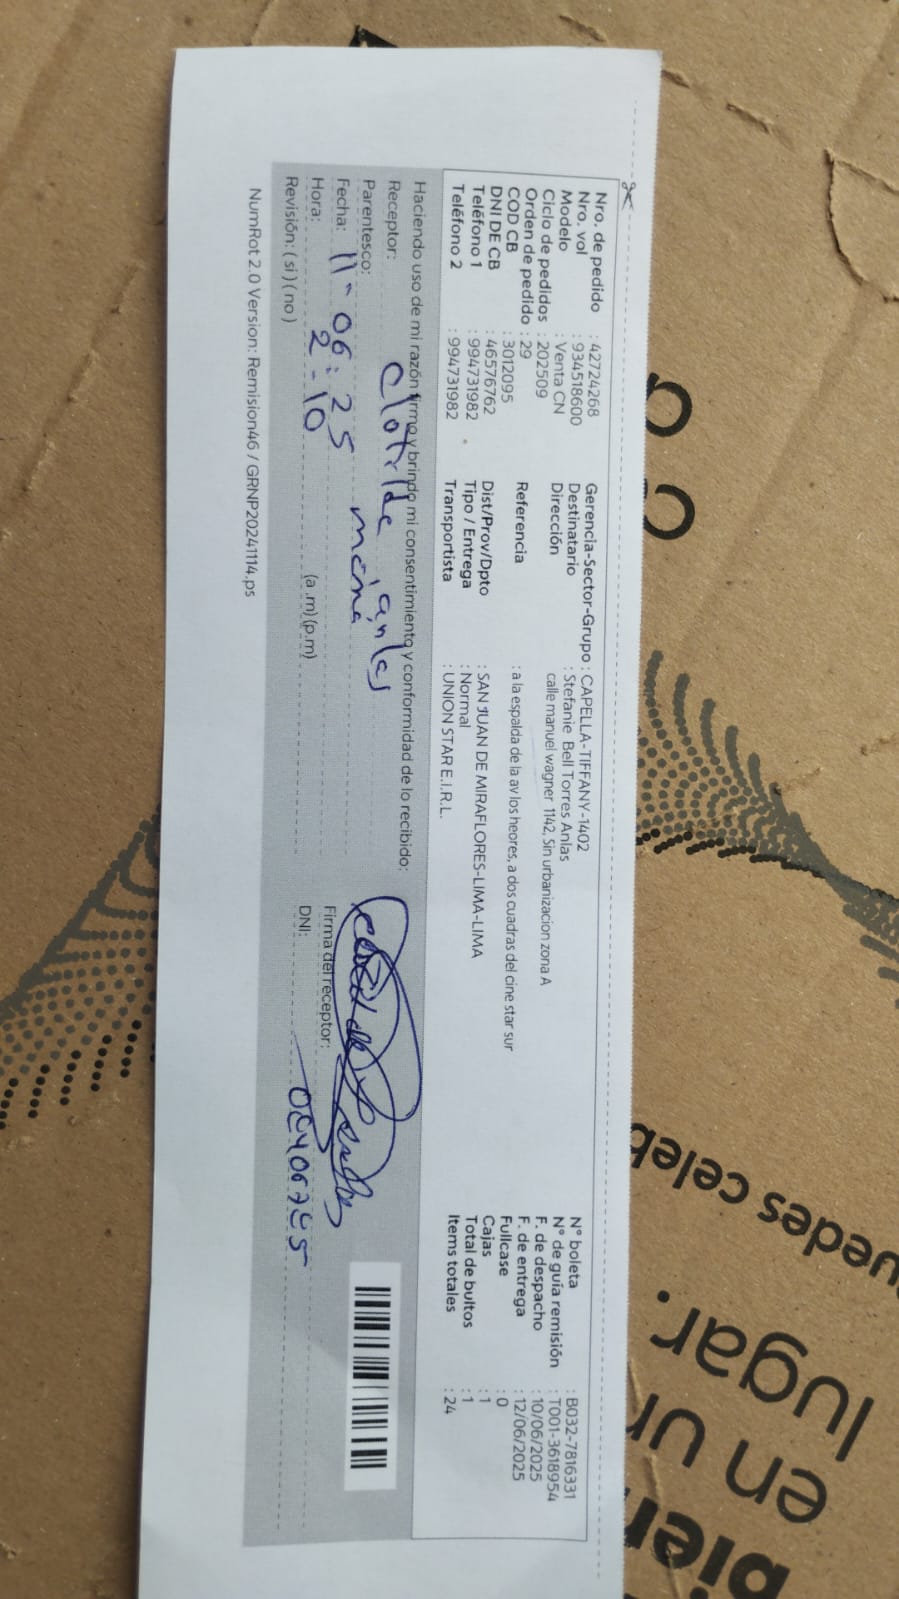 Nro. de pedido : 42724268
Nro. vol : 934518600
Modelo : Venta CN
Ciclo de pedidos : 202509
Orden de pedido : 29
COD CB : 3012095
DNI DE CB : 46576762
Teléfono 1 : 994731982
Teléfono 2 : 994731982
Gerencia-Sector-Grupo : CAPELLA-TIFFANY-1402
Destinatario : Stefanie Bell Torres Anlas
Dirección calle manuel wagner 1142, Sin urbanizacion zona A
Referencia : a la espalda de la av los heores, a dos cuadras del cine star sur
Dist/Prov/Dpto : SAN JUAN DE MIRAFLORES-LIMA-LIMA
Tipo / Entrega : Normal
Transportista : UNION STAR E.I.R.L.
N° boleta : B032-7816331
N° de guía remisión : T001-3618954
F. de despacho : 10/06/2025
F. de entrega : 12/06/2025
Fullcase : 0
Cajas : 1
Total de bultos : 1
Items totales : 24
Haciendo uso de mi razón firmo y brindo mi consentimiento y conformidad de lo recibido:
Receptor: Clotilde anlas
Parentesco: mamá
Fecha: 11-06:25
Hora: 2-10 (a.m) (p.m)
Revisión: ( si ) ( no )
Firma del receptor:
DNI:
NumRot 2.0 Version: Remision46 / GRNP20241114.ps
uedes celeb
lugar.
en un
bien